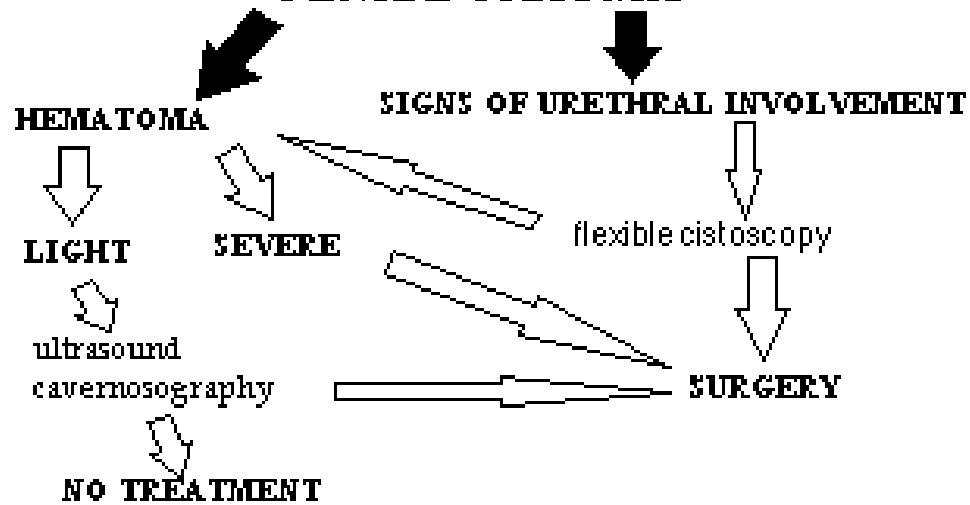 HEMATOMA
SIGNS OF URETHRAL INVOLVEMENT
LIGHT
SEVERE
flexible cistoscopy
ultrasound
cavernosography
SURGERY
NO TREATMENT